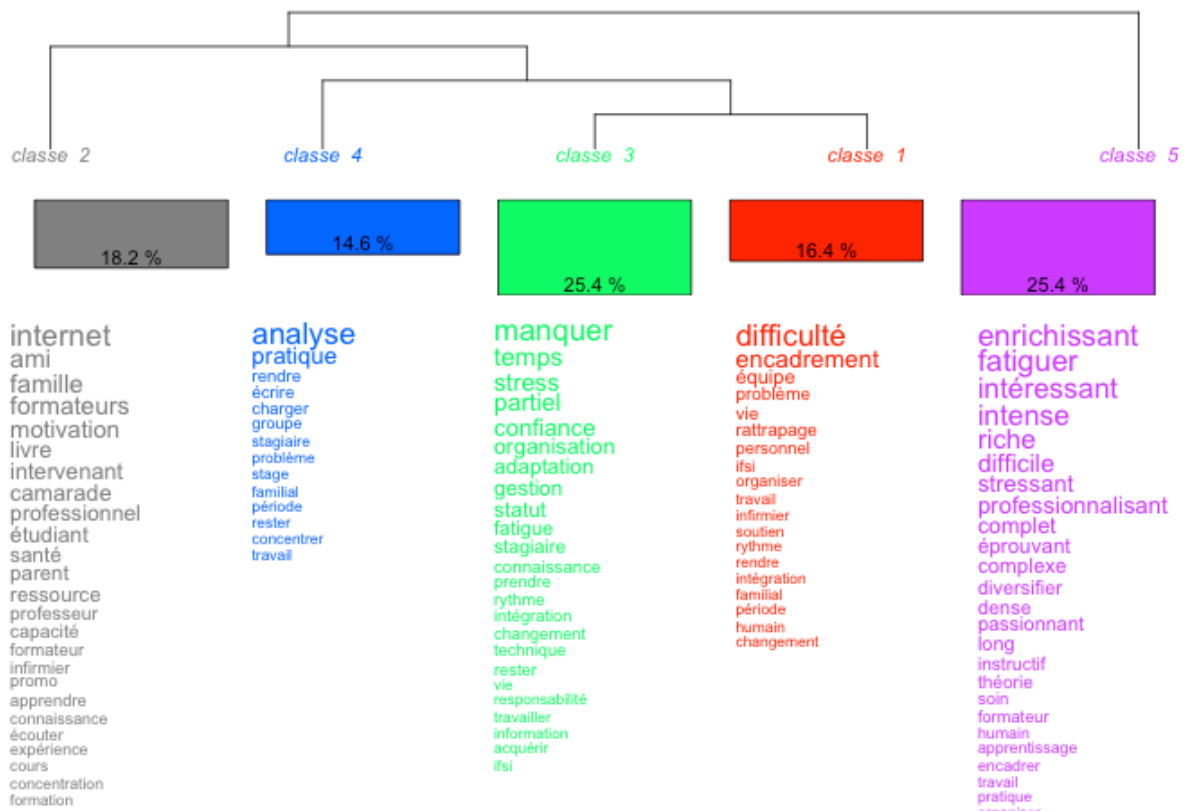 classe 2
classe 4
classe 3
classe 1
classe 5
18.2 %
14.6 %
25.4 %
16.4 %
25.4 %
internet
ami
famille
formateurs
motivation
livre
intervenant
camarade
professionnel
étudiant
santé
parent
ressource
professeur
capacité
formateur
infirmier
promo
apprendre
connaissance
écouter
expérience
cours
concentration
formation
analyse
pratique
rendre
écrire
charger
groupe
stagiaire
problème
stage
familial
période
rester
concentrer
travail
manquer
temps
stress
partiel
confiance
organisation
adaptation
gestion
statut
fatigue
stagiaire
connaissance
prendre
rythme
intégration
changement
technique
rester
vie
responsabilité
travailler
information
acquérir
ifsi
difficulté
encadrement
équipe
problème
vie
rattrapage
personnel
ifsi
organiser
travail
infirmier
soutien
rythme
rendre
intégration
familial
période
humain
changement
enrichissant
fatiguer
intéressant
intense
riche
difficile
stressant
professionnalisant
complet
éprouvant
complexe
diversifier
dense
passionnant
long
instructif
théorie
soin
formateur
humain
apprentissage
encadrer
travail
pratique